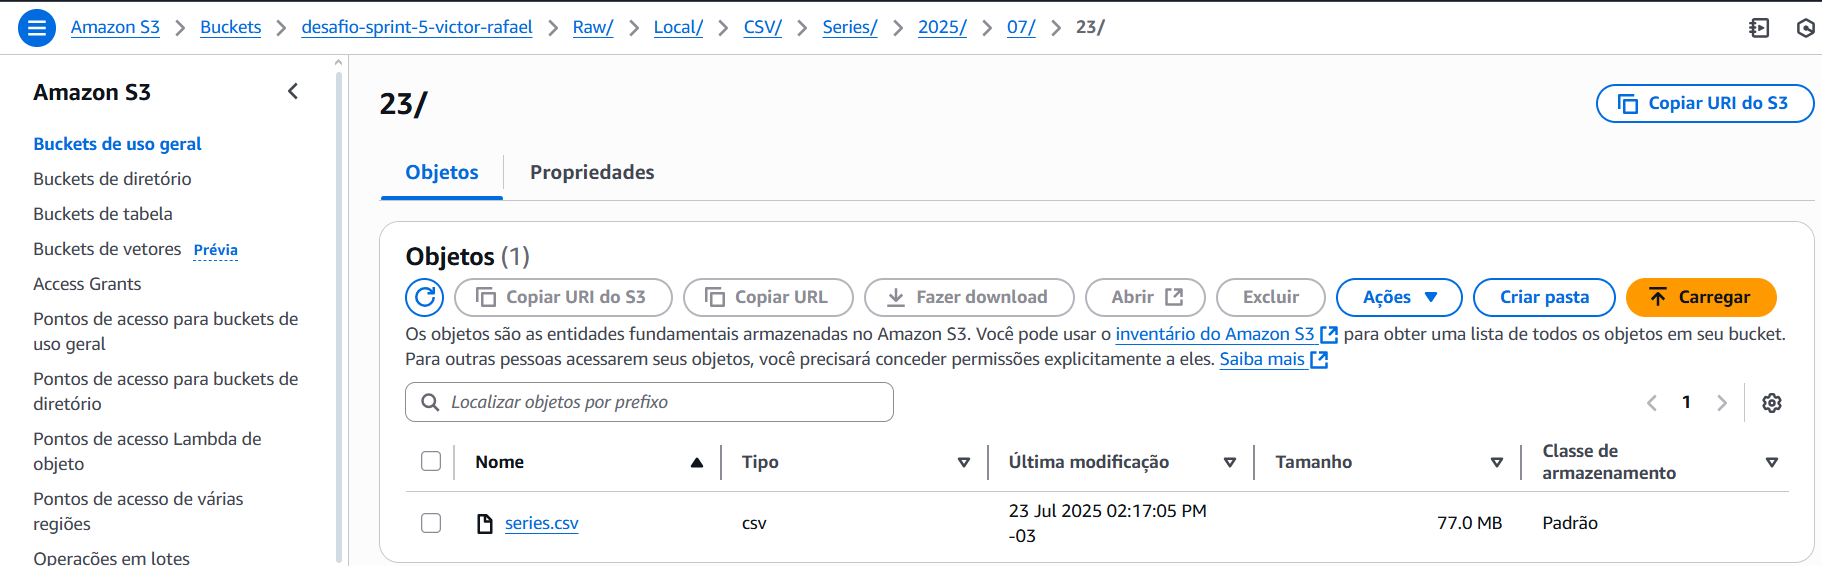 Amazon S3 > Buckets > desafio-sprint-5-victor-rafael > Raw/ > Local/ > CSV/ > Series/ > 2025/ > 07/ > 23/
Amazon S3
Buckets de uso geral
Buckets de diretório
Buckets de tabela
Buckets de vetores Prévia
Access Grants
Pontos de acesso para buckets de
uso geral
Pontos de acesso para buckets de
diretório
Pontos de acesso Lambda de
objeto
Pontos de acesso de várias
regiões
Operações em lotes
23/
Copiar URI do S3
Objetos Propriedades
Objetos (1)
Copiar URI do S3 Copiar URL Fazer download Abrir Excluir Ações Criar pasta Carregar
Os objetos são as entidades fundamentais armazenadas no Amazon S3. Você pode usar o inventário do Amazon S3 para obter uma lista de todos os objetos em seu bucket.
Para outras pessoas acessarem seus objetos, você precisará conceder permissões explicitamente a eles. Saiba mais
Localizar objetos por prefixo
1
Nome Tipo Última modificação Tamanho Classe de
armazenamento
series.csv csv 23 Jul 2025 02:17:05 PM
-03 77.0 MB Padrão